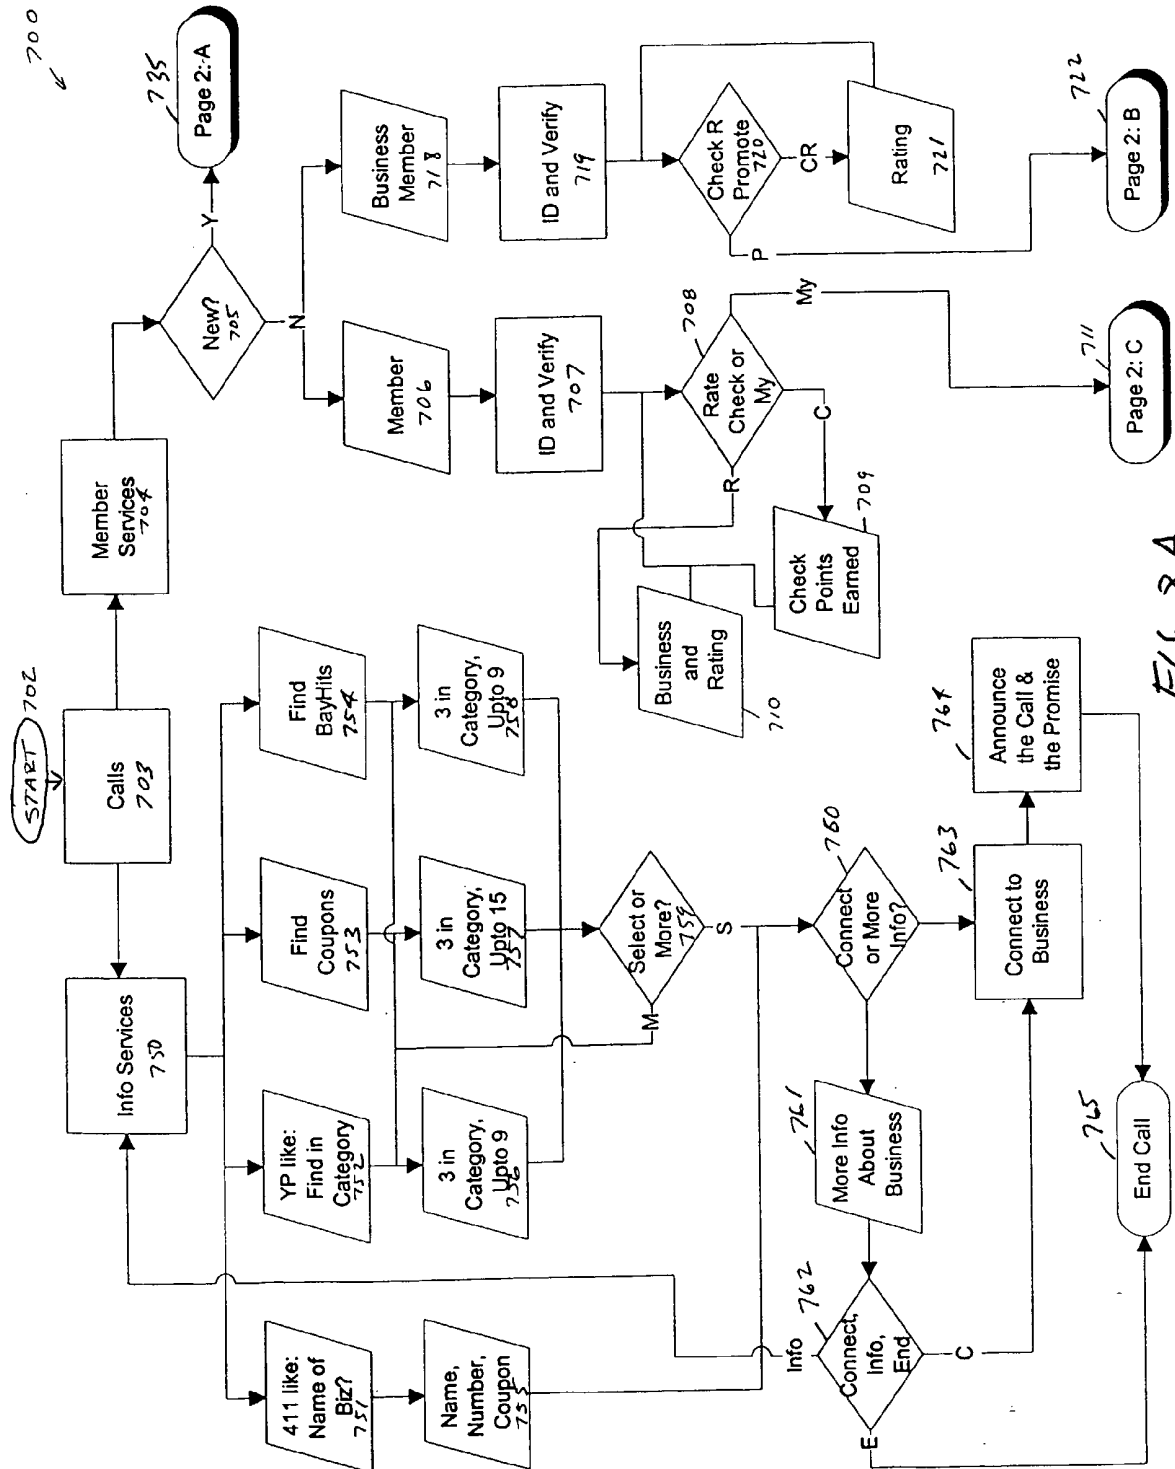 700
START
702
Calls
703
Member
Services
704
New?
705
Y
735
Page 2: A
N
Member
706
ID and Verify
707
Rate
Check or
My
708
R
C
My
Check
Points
Earned
709
Business
and
Rating
710
711
Page 2: C
Business
Member
718
ID and Verify
719
Check R
Promote
720
CR
P
Rating
721
722
Page 2: B
Info Services
750
411 like:
Name of
Biz?
751
YP like:
Find in
Category
752
Find
Coupons
753
Find
BayHits
754
Name,
Number,
Coupon
755
3 in
Category,
Upto 9
756
3 in
Category,
Upto 15
757
3 in
Category,
Upto 9
758
Select or
More?
759
M
S
Connect
or More
Info?
760
761
More Info
About
Business
762
Connect,
Info,
End
Info
C
E
763
Connect to
Business
764
Announce
the Call &
the Promise
765
End Call